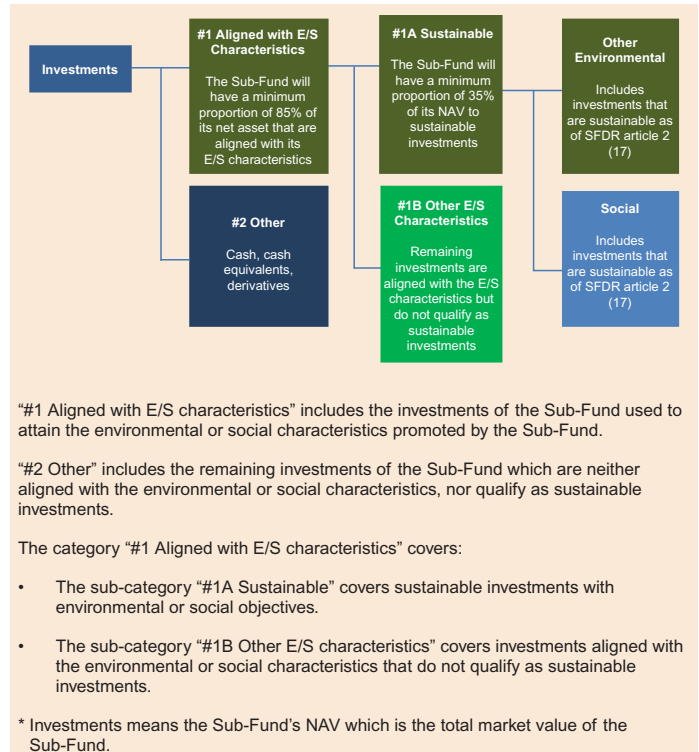 Investments
#1 Aligned with E/S
Characteristics
The Sub-Fund will
have a minimum
proportion of 85% of
its net asset that are
aligned with its
E/S characteristics
#2 Other
Cash, cash
equivalents,
derivatives
#1A Sustainable
The Sub-Fund will
have a minimum
proportion of 35%
of its NAV to
sustainable
investments
#1B Other E/S
Characteristics
Remaining
investments are
aligned with the E/S
characteristics but
do not qualify as
sustainable
investments
Other
Environmental
Includes
investments that
are sustainable as
of SFDR article 2
(17)
Social
Includes
investments that
are sustainable as
of SFDR article 2
(17)
“#1 Aligned with E/S characteristics” includes the investments of the Sub-Fund used to
attain the environmental or social characteristics promoted by the Sub-Fund.
“#2 Other” includes the remaining investments of the Sub-Fund which are neither
aligned with the environmental or social characteristics, nor qualify as sustainable
investments.
The category “#1 Aligned with E/S characteristics” covers:
• The sub-category “#1A Sustainable” covers sustainable investments with
environmental or social objectives.
• The sub-category “#1B Other E/S characteristics” covers investments aligned with
the environmental or social characteristics that do not qualify as sustainable
investments.
* Investments means the Sub-Fund’s NAV which is the total market value of the
Sub-Fund.